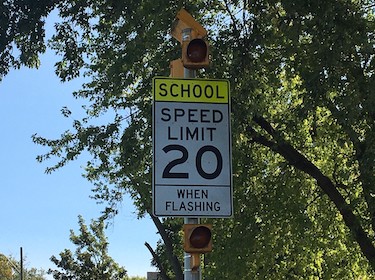 SCHOOL
SPEED
LIMIT
20
WHEN
FLASHING